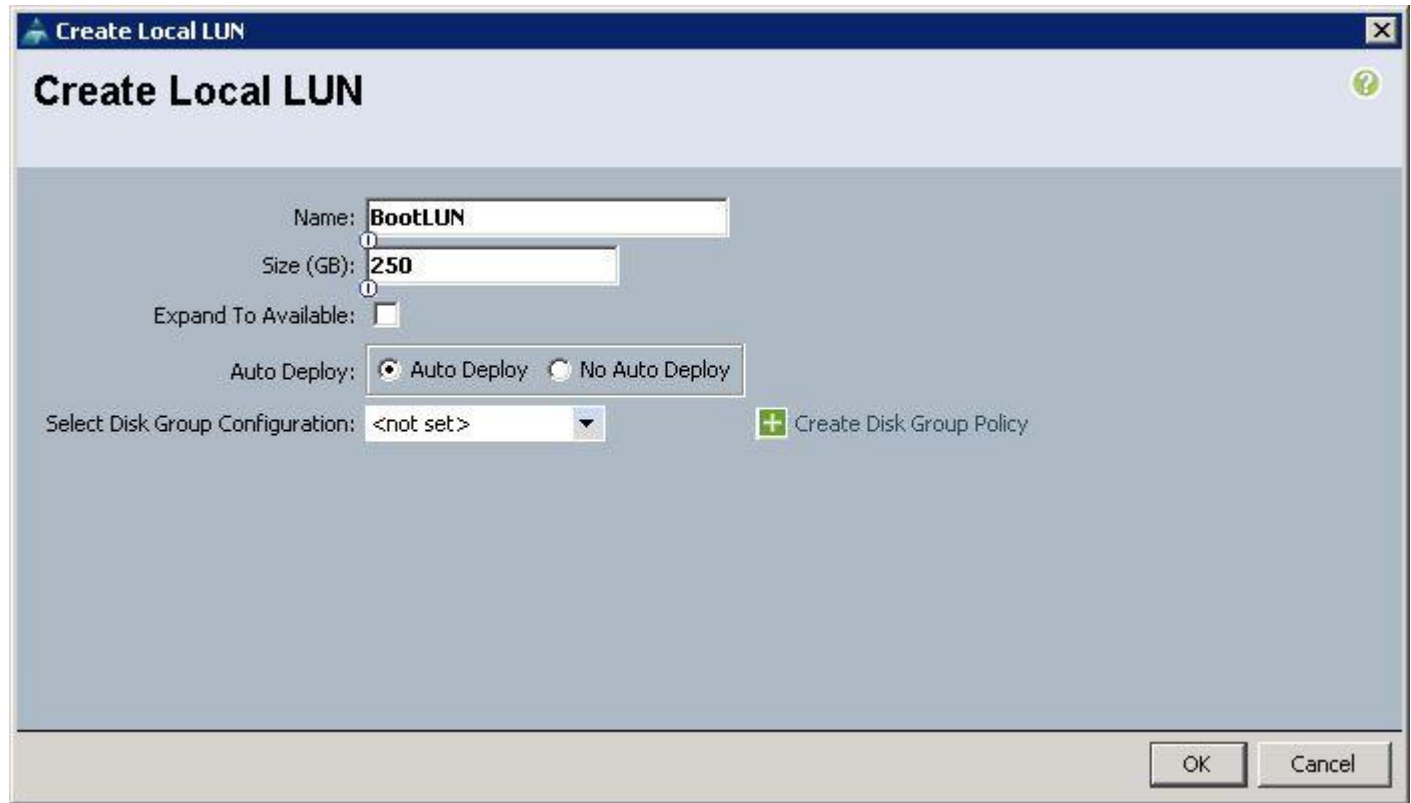 Create Local LUN
Create Local LUN
Name: BootLUN
Size (GB): 250
Expand To Available:
Auto Deploy: Auto Deploy No Auto Deploy
Select Disk Group Configuration: <not set> Create Disk Group Policy
OK Cancel